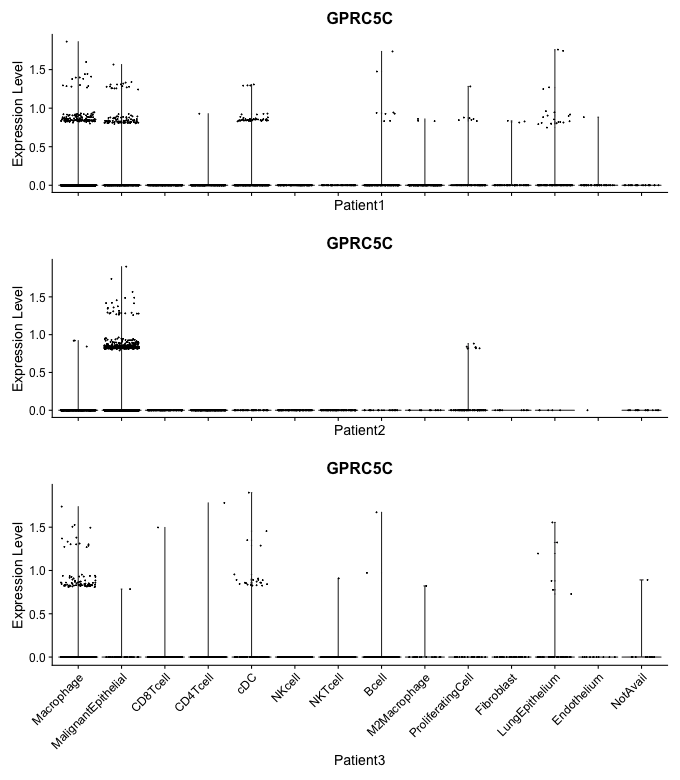 GPRC5C
Expression Level
1.5
1.0
0.5
0.0
Patient1
GPRC5C
Expression Level
1.5
1.0
0.5
0.0
Patient2
GPRC5C
Expression Level
1.5
1.0
0.5
0.0
Macrophage
MalignantEpithelial
CD8Tcell
CD4Tcell
cDC
NKcell
NKTcell
Bcell
M2Macrophage
ProliferatingCell
Fibroblast
LungEpithelium
Endothelium
NotAvail
Patient3